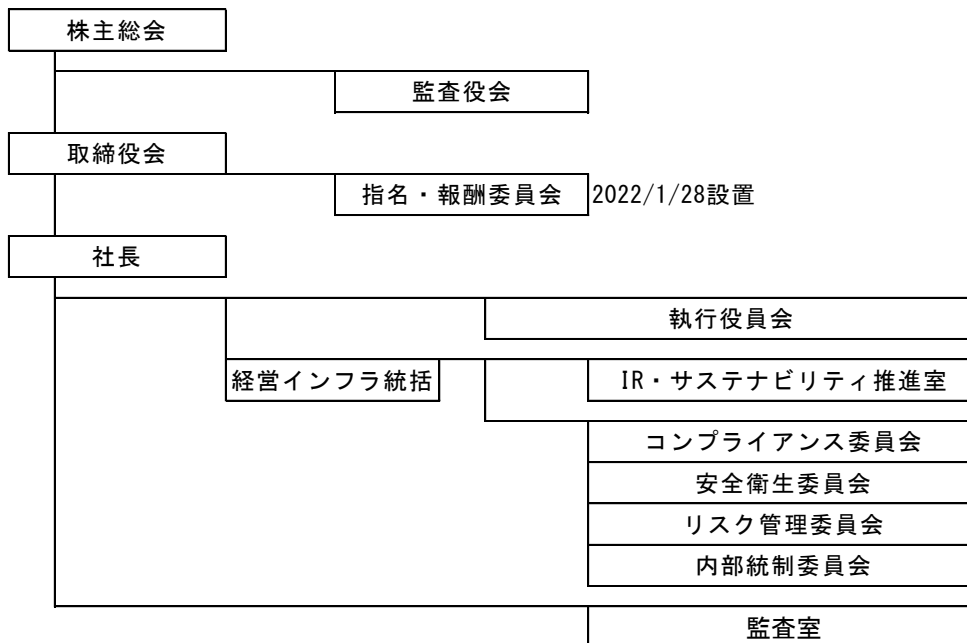 株主総会
監査役会
取締役会
指名・報酬委員会 2022/1/28設置
社長
執行役員会
経営インフラ統括 IR・サステナビリティ推進室
コンプライアンス委員会
安全衛生委員会
リスク管理委員会
内部統制委員会
監査室